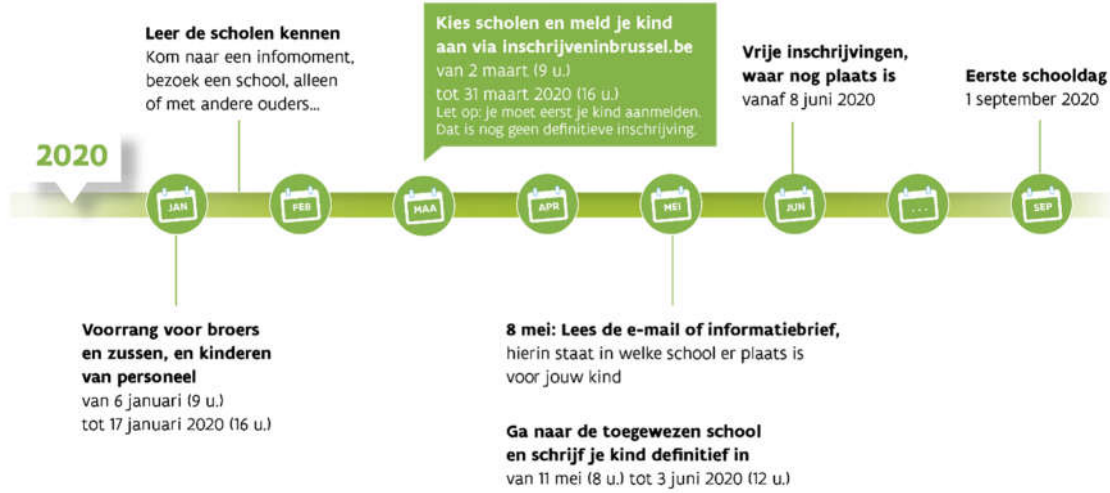 Leer de scholen kennen
Kom naar een infomoment,
bezoek een school, alleen
of met andere ouders...
Kies scholen en meld je kind
aan via inschrijveninbrussel.be
van 2 maart (9 u.)
tot 31 maart 2020 (16 u.)
Let op: je moet eerst je kind aanmelden.
Dat is nog geen definitieve inschrijving.
Vrije inschrijvingen,
waar nog plaats is
vanaf 8 juni 2020
Eerste schooldag
1 september 2020
2020
JAN
FEB
MAA
APR
MEI
JUN
...
SEP
Voorrang voor broers
en zussen, en kinderen
van personeel
van 6 januari (9 u.)
tot 17 januari 2020 (16 u.)
8 mei: Lees de e-mail of informatiebrief,
hierin staat in welke school er plaats is
voor jouw kind
Ga naar de toegewezen school
en schrijf je kind definitief in
van 11 mei (8 u.) tot 3 juni 2020 (12 u.)